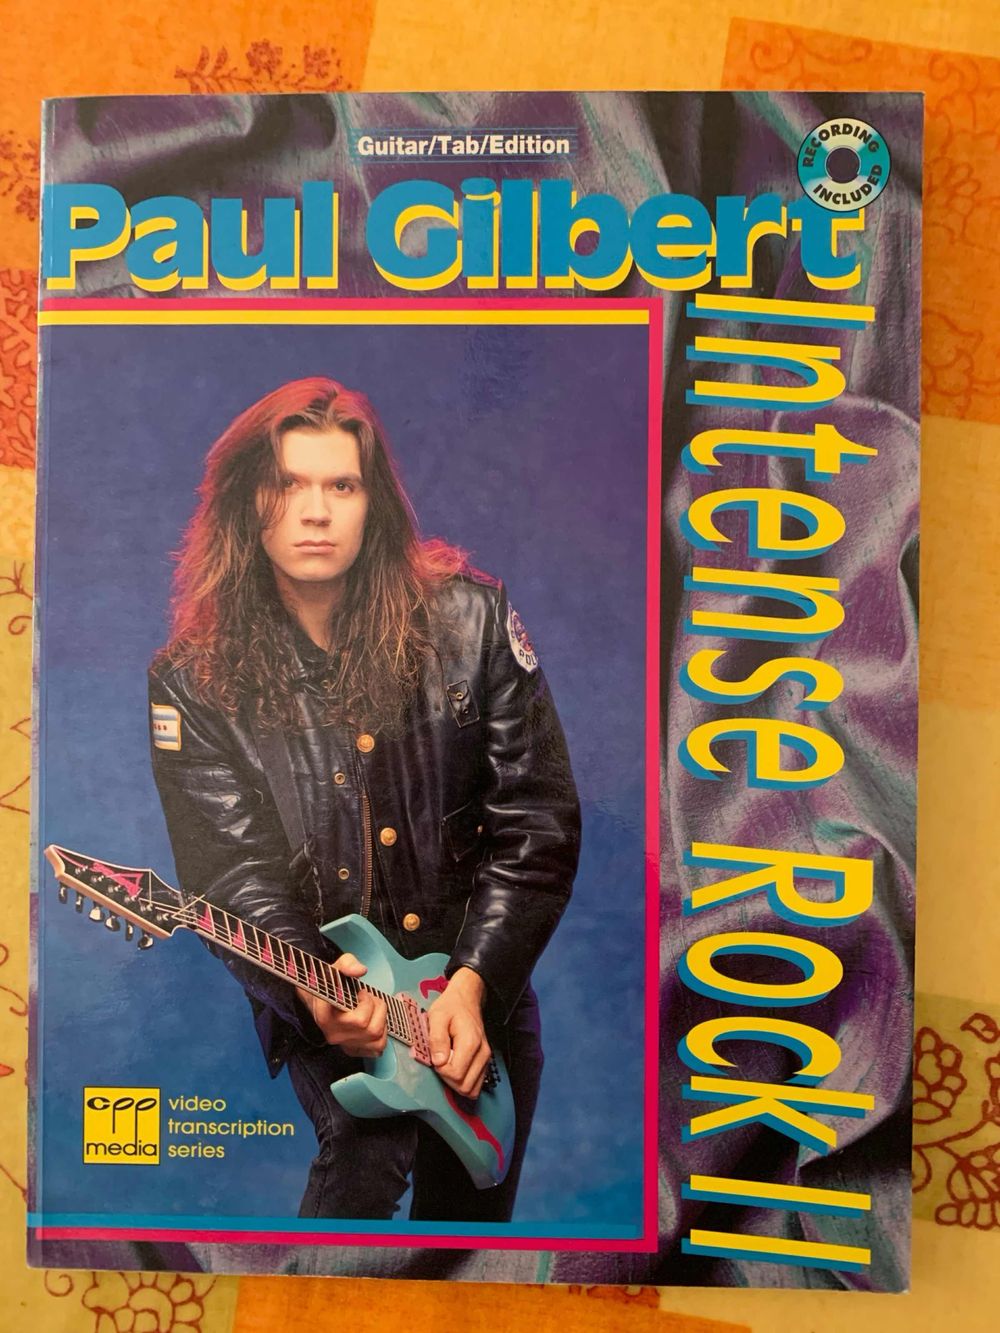 Guitar/Tab/Edition
RECORDING
INCLUDED
Paul Gilbert
Intense Rock II
cpp
media
video
transcription
series